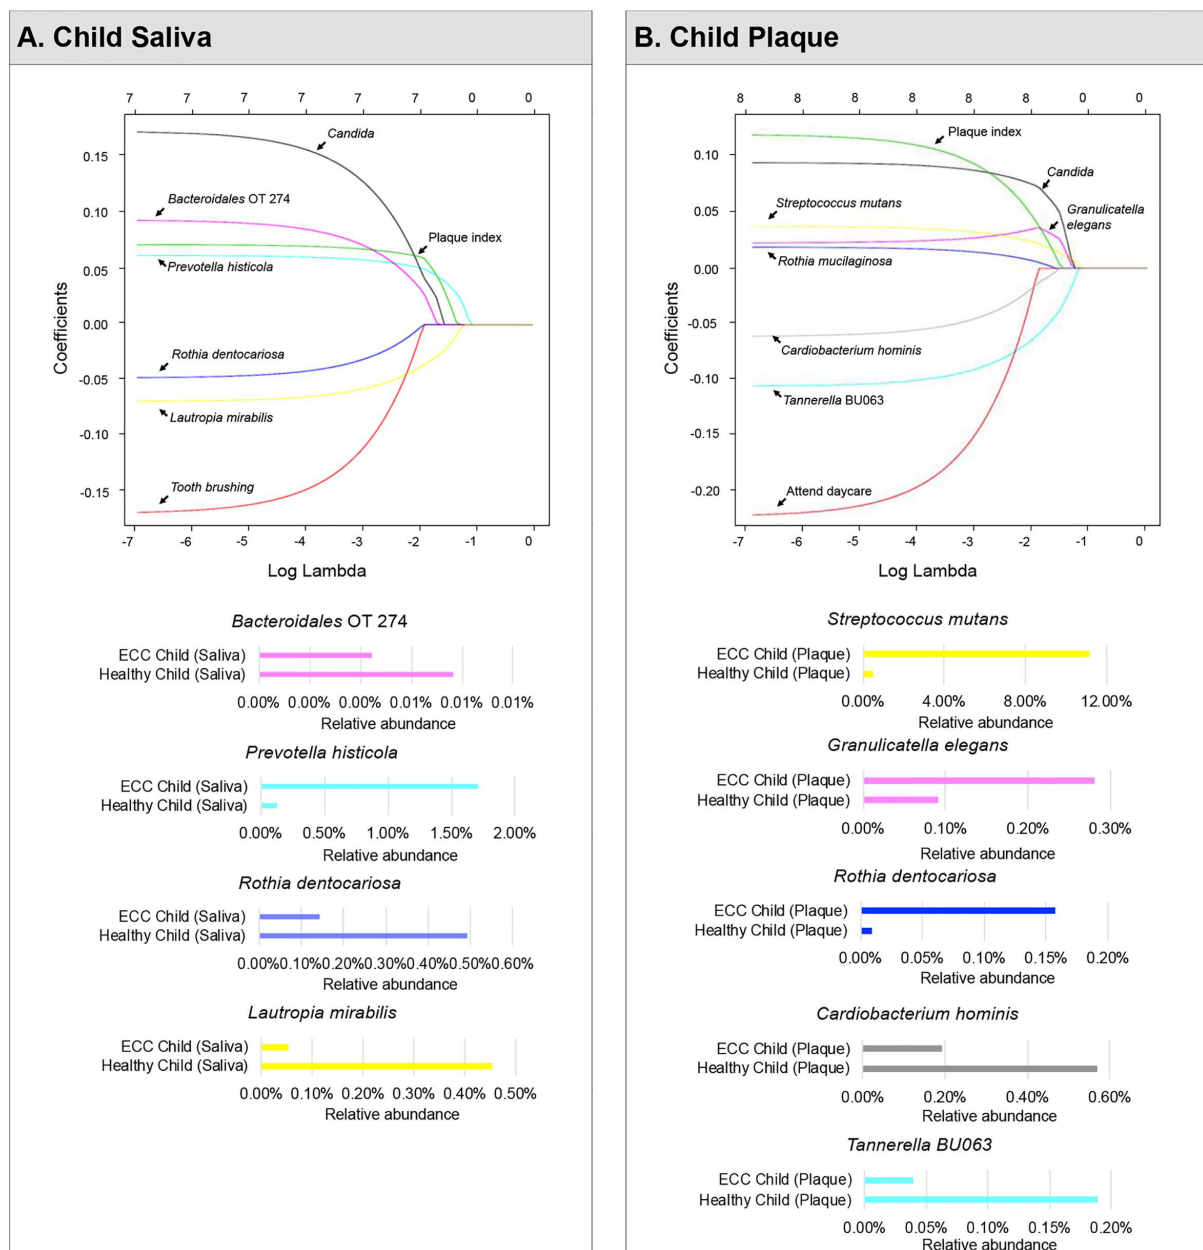 A. Child Saliva
7 7 7 7 7 7 0 0
Candida
0.15
Bacteroidales OT 274
0.10
Plaque index
Prevotella histicola
0.05
0.00
Coefficients
Rothia dentocariosa
-0.05
Lautropia mirabilis
-0.10
Tooth brushing
-0.15
-7 -6 -5 -4 -3 -2 -1 0
Log Lambda
Bacteroidales OT 274
ECC Child (Saliva)
Healthy Child (Saliva)
0.00% 0.00% 0.00% 0.01% 0.01% 0.01%
Relative abundance
Prevotella histicola
ECC Child (Saliva)
Healthy Child (Saliva)
0.00% 0.50% 1.00% 1.50% 2.00%
Relative abundance
Rothia dentocariosa
ECC Child (Saliva)
Healthy Child (Saliva)
0.00%0.10%0.20% 0.30% 0.40% 0.50% 0.60%
Relative abundance
Lautropia mirabilis
ECC Child (Saliva)
Healthy Child (Saliva)
0.00% 0.10% 0.20% 0.30% 0.40% 0.50%
Relative abundance
B. Child Plaque
8 8 8 8 8 8 0 0
Plaque index
0.10
Candida
Streptococcus mutans
Granulicatella
elegans
0.05
Rothia mucilaginosa
0.00
Coefficients
-0.05
Cardiobacterium hominis
-0.10
Tannerella BU063
-0.15
Attend daycare
-0.20
-7 -6 -5 -4 -3 -2 -1 0
Log Lambda
Streptococcus mutans
ECC Child (Plaque)
Healthy Child (Plaque)
0.00% 4.00% 8.00% 12.00%
Relative abundance
Granulicatella elegans
ECC Child (Plaque)
Healthy Child (Plaque)
0.00% 0.10% 0.20% 0.30%
Relative abundance
Rothia dentocariosa
ECC Child (Plaque)
Healthy Child (Plaque)
0.00% 0.05% 0.10% 0.15% 0.20%
Relative abundance
Cardiobacterium hominis
ECC Child (Plaque)
Healthy Child (Plaque)
0.00% 0.20% 0.40% 0.60%
Relative abundance
Tannerella BU063
ECC Child (Plaque)
Healthy Child (Plaque)
0.00% 0.05% 0.10% 0.15% 0.20%
Relative abundance